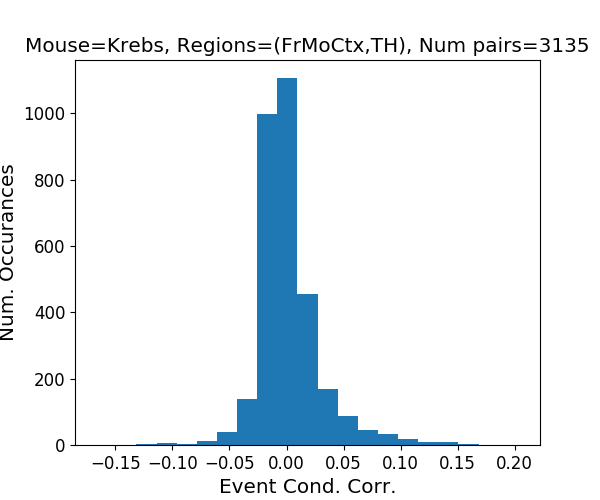 Mouse=Krebs, Regions=(FrMoCtx,TH), Num pairs=3135
Num. Occurances
1000
800
600
400
200
0
−0.15 −0.10 −0.05 0.00 0.05 0.10 0.15 0.20
Event Cond. Corr.